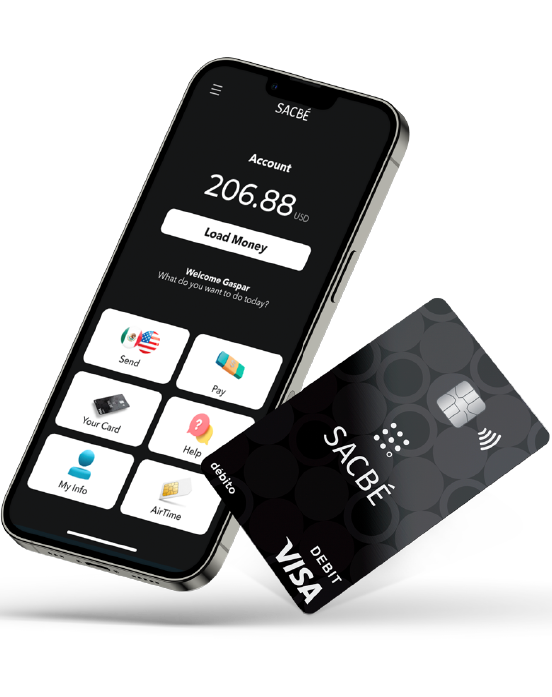 SACBÉ
Account
206.88 USD
Load Money
Welcome Gaspar
What do you want to do today?
Send
Pay
Your Card
Help
My Info
AirTime
SACBÉ
débito
DEBIT
VISA